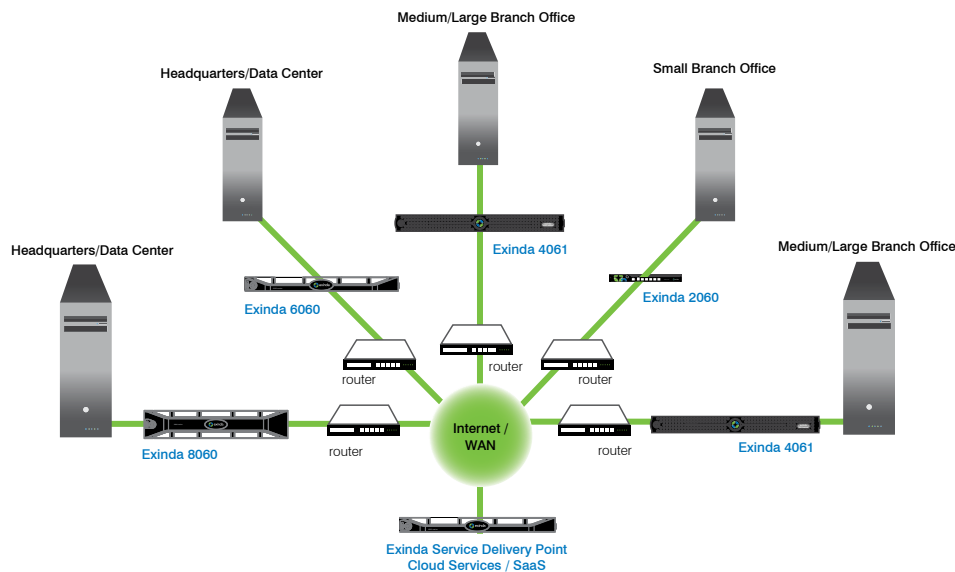 Medium/Large Branch Office
Headquarters/Data Center
Small Branch Office
Exinda 4061
Headquarters/Data Center
Medium/Large Branch Office
Exinda 6060
Exinda 2060
router
router
router
Internet /
WAN
Exinda 8060
router
router
Exinda 4061
Exinda Service Delivery Point
Cloud Services / SaaS